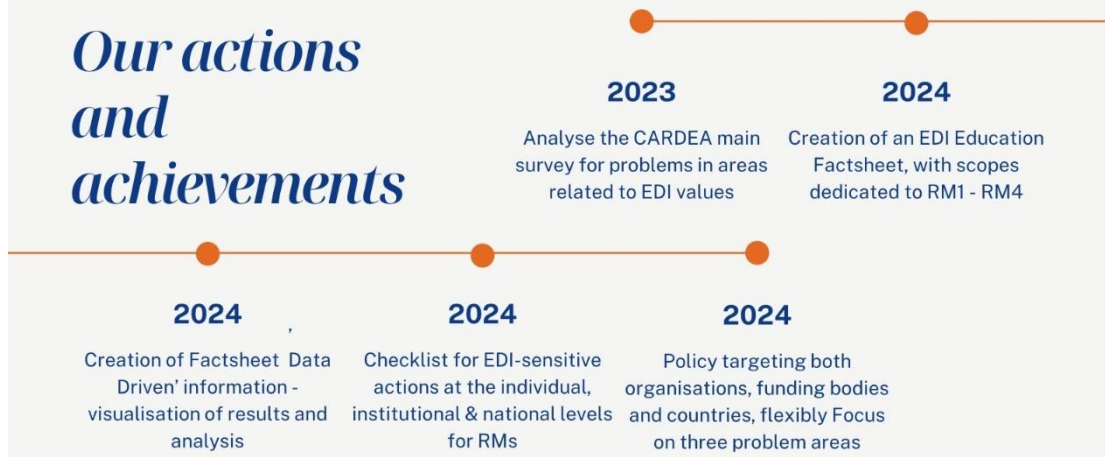 Our actions
and
achievements
2023
Analyse the CARDEA main
survey for problems in areas
related to EDI values
2024
Creation of an EDI Education
Factsheet, with scopes
dedicated to RM1 - RM4
2024
,
Creation of Factsheet Data
Driven’ information -
visualisation of results and
analysis
2024
Checklist for EDI-sensitive
actions at the individual,
institutional & national levels
for RMs
2024
Policy targeting both
organisations, funding bodies
and countries, flexibly Focus
on three problem areas